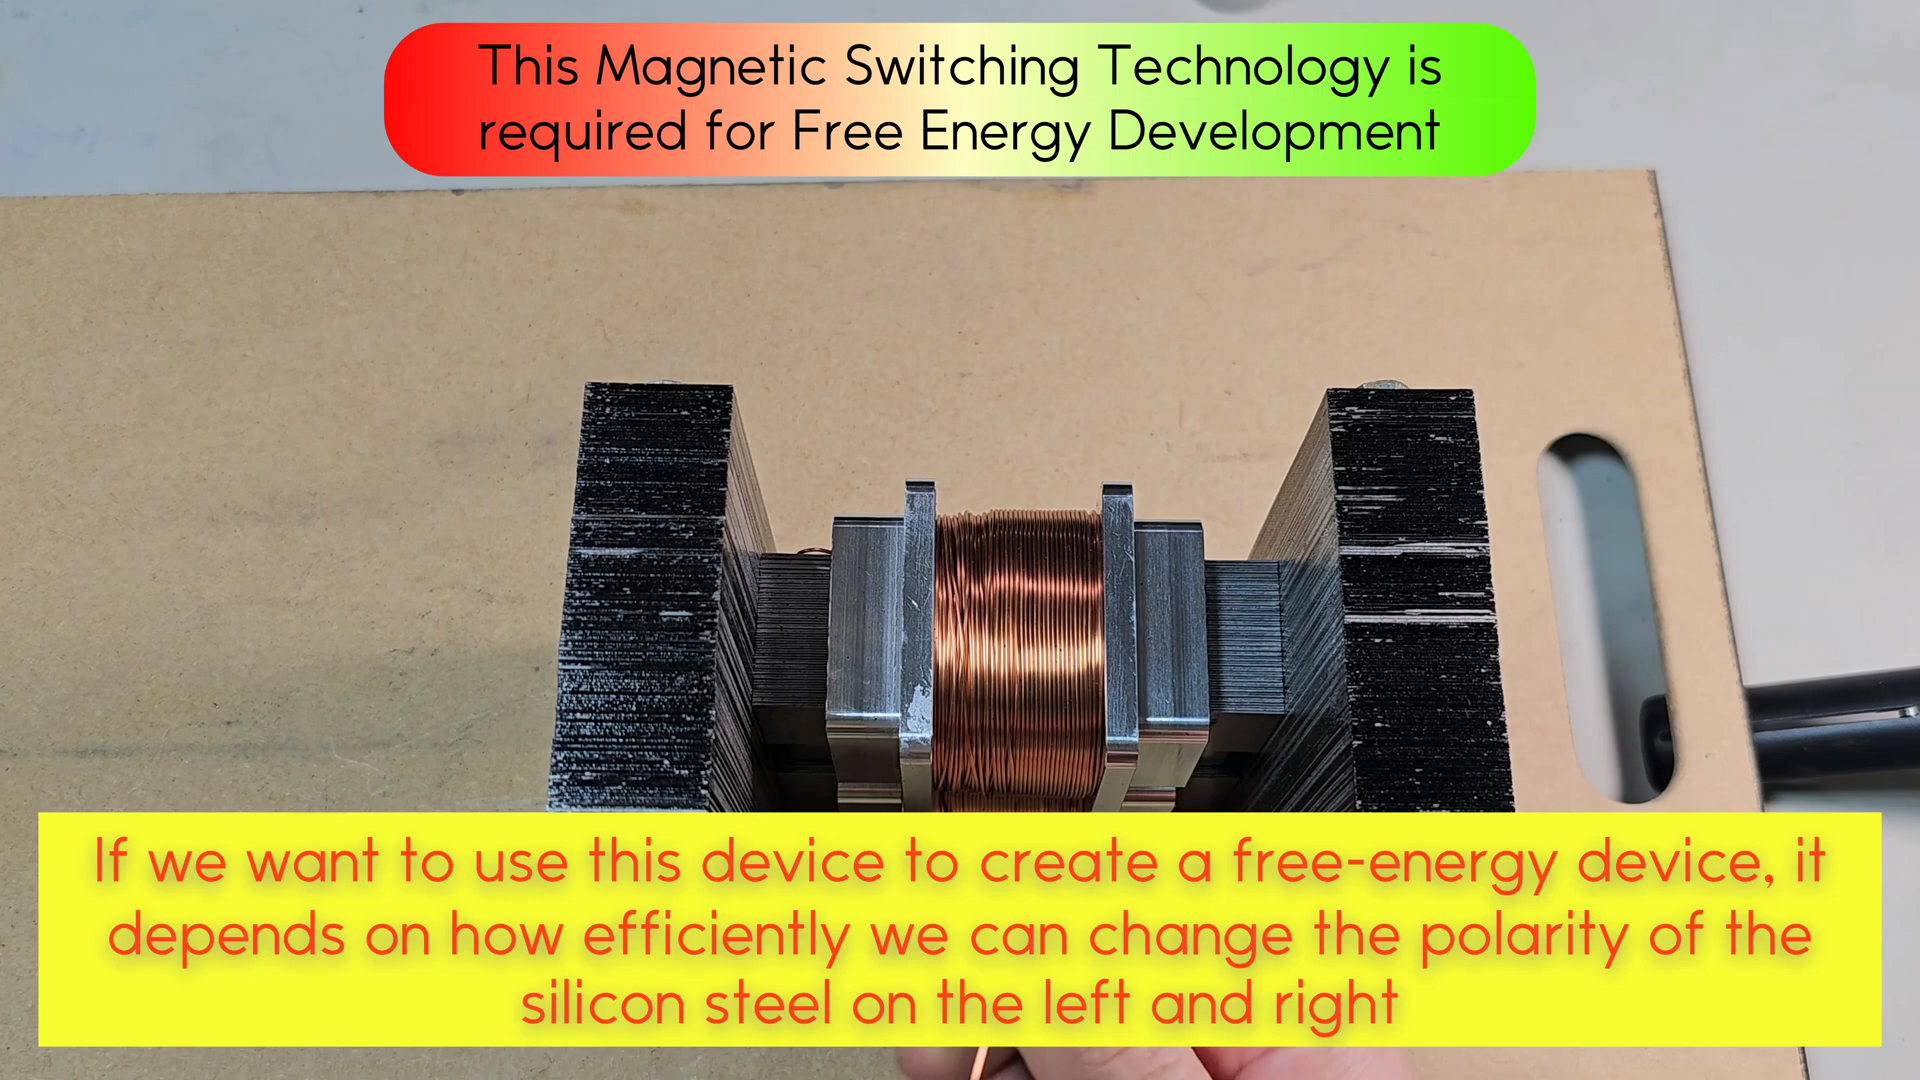 This Magnetic Switching Technology is
required for Free Energy Development
If we want to use this device to create a free-energy device, it
depends on how efficiently we can change the polarity of the
silicon steel on the left and right